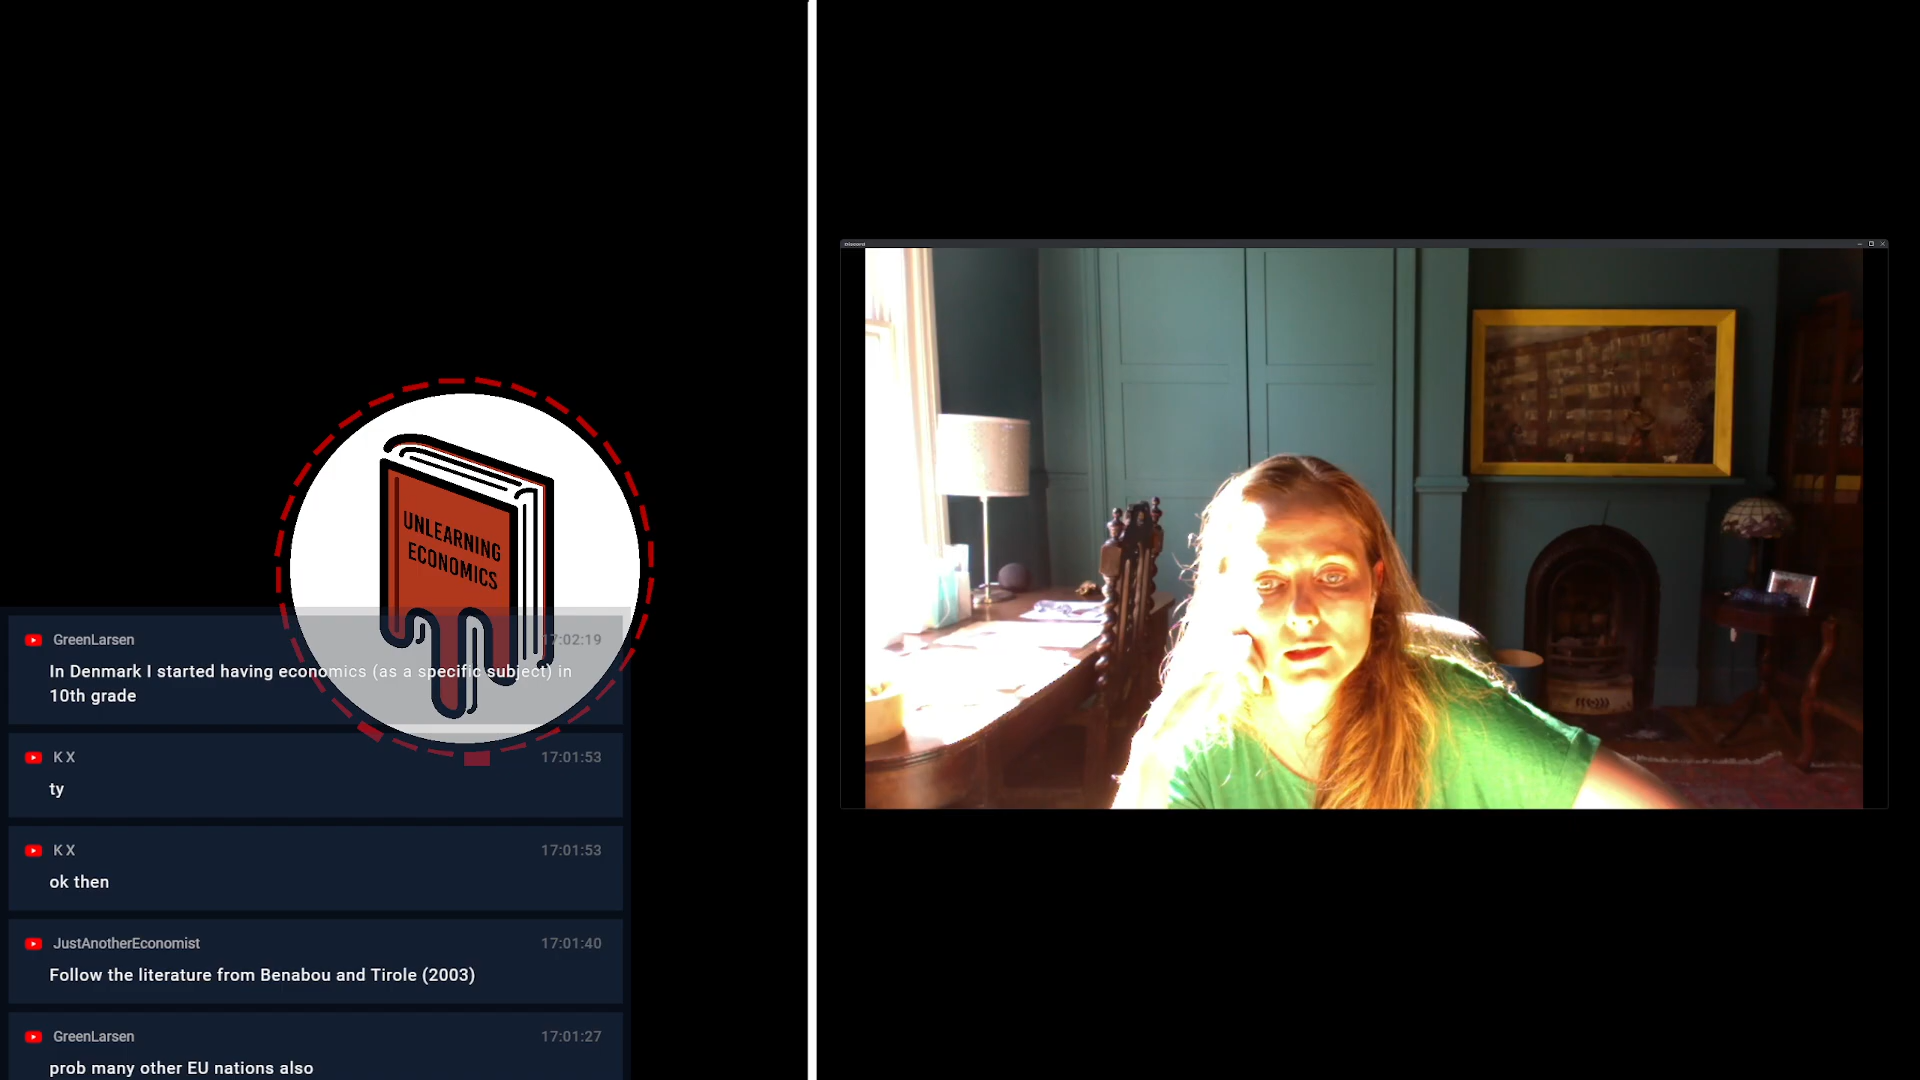 Discord
UNLEARNING
ECONOMICS
GreenLarsen 17:02:19
In Denmark I started having economics (as a specific subject) in
10th grade
K X 17:01:53
ty
K X 17:01:53
ok then
JustAnotherEconomist 17:01:40
Follow the literature from Benabou and Tirole (2003)
GreenLarsen 17:01:27
prob many other EU nations also